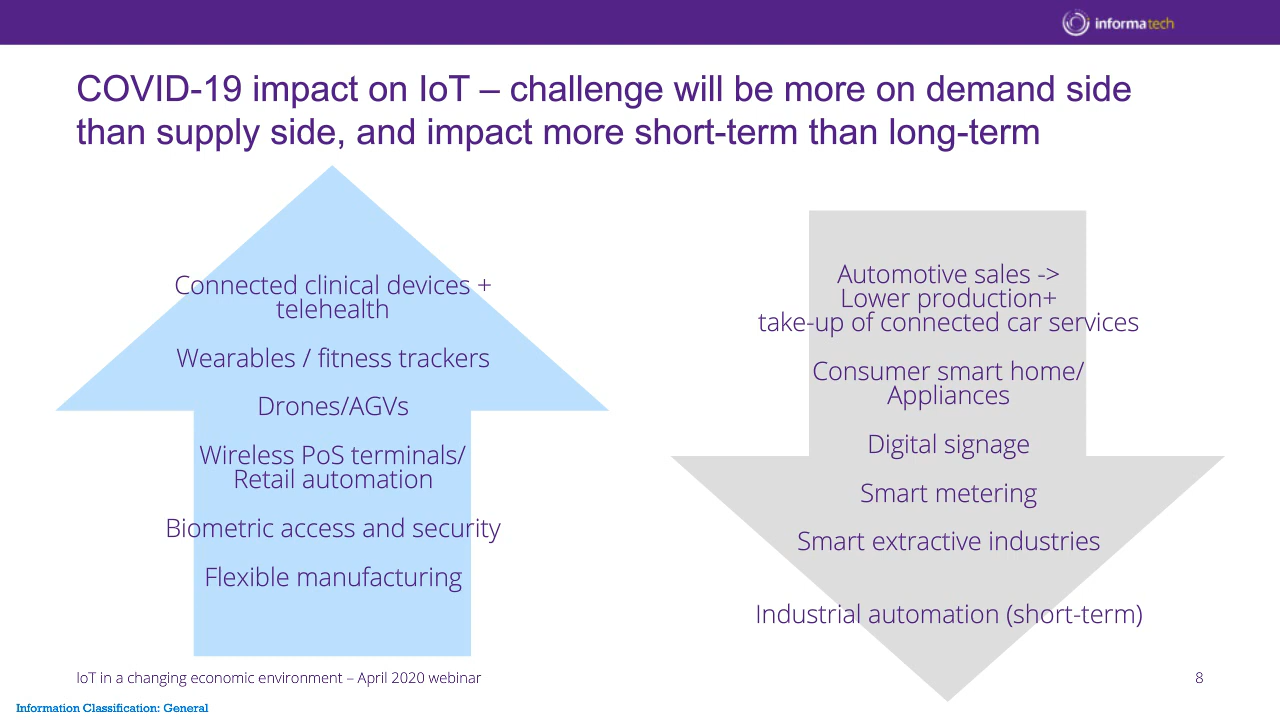 informa tech
COVID-19 impact on IoT – challenge will be more on demand side
than supply side, and impact more short-term than long-term
Connected clinical devices +
telehealth
Wearables / fitness trackers
Drones/AGVs
Wireless PoS terminals/
Retail automation
Biometric access and security
Flexible manufacturing
Automotive sales ->
Lower production+
take-up of connected car services
Consumer smart home/
Appliances
Digital signage
Smart metering
Smart extractive industries
Industrial automation (short-term)
IoT in a changing economic environment – April 2020 webinar
8
Information Classification: General